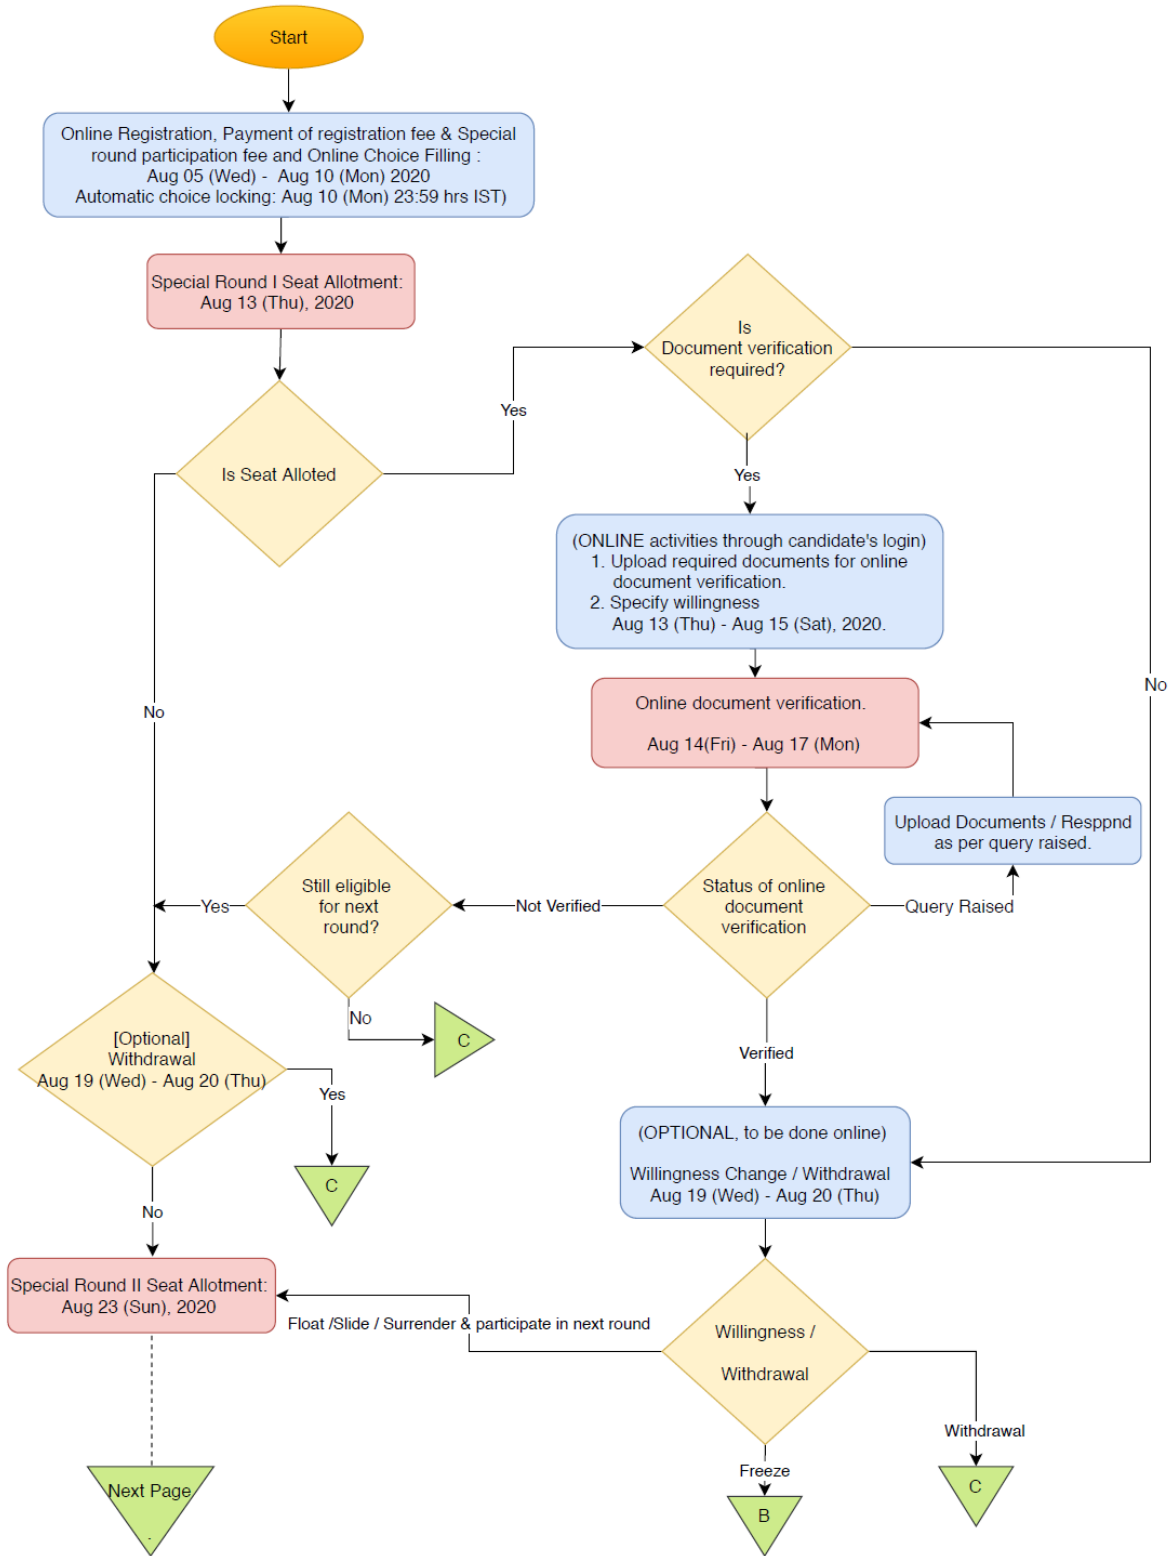 Start
Online Registration, Payment of registration fee & Special
round participation fee and Online Choice Filling :
Aug 05 (Wed) - Aug 10 (Mon) 2020
Automatic choice locking: Aug 10 (Mon) 23:59 hrs IST)
Special Round I Seat Allotment:
Aug 13 (Thu), 2020
Is
Document verification
required?
Yes
Is Seat Alloted
Yes
(ONLINE activities through candidate's login)
1. Upload required documents for online
document verification.
2. Specify willingness
Aug 13 (Thu) - Aug 15 (Sat), 2020.
No
No
Online document verification.
Aug 14(Fri) - Aug 17 (Mon)
Upload Documents / Resppnd
as per query raised.
Still eligible
for next
round?
Yes
Not Verified
Status of online
document
verification
Query Raised
No
C
[Optional]
Withdrawal
Aug 19 (Wed) - Aug 20 (Thu)
Yes
Verified
C
(OPTIONAL, to be done online)
Willingness Change / Withdrawal
Aug 19 (Wed) - Aug 20 (Thu)
No
Special Round II Seat Allotment:
Aug 23 (Sun), 2020
Float /Slide / Surrender & participate in next round
Willingness /
Withdrawal
Withdrawal
Freeze
Next Page
.
B
C